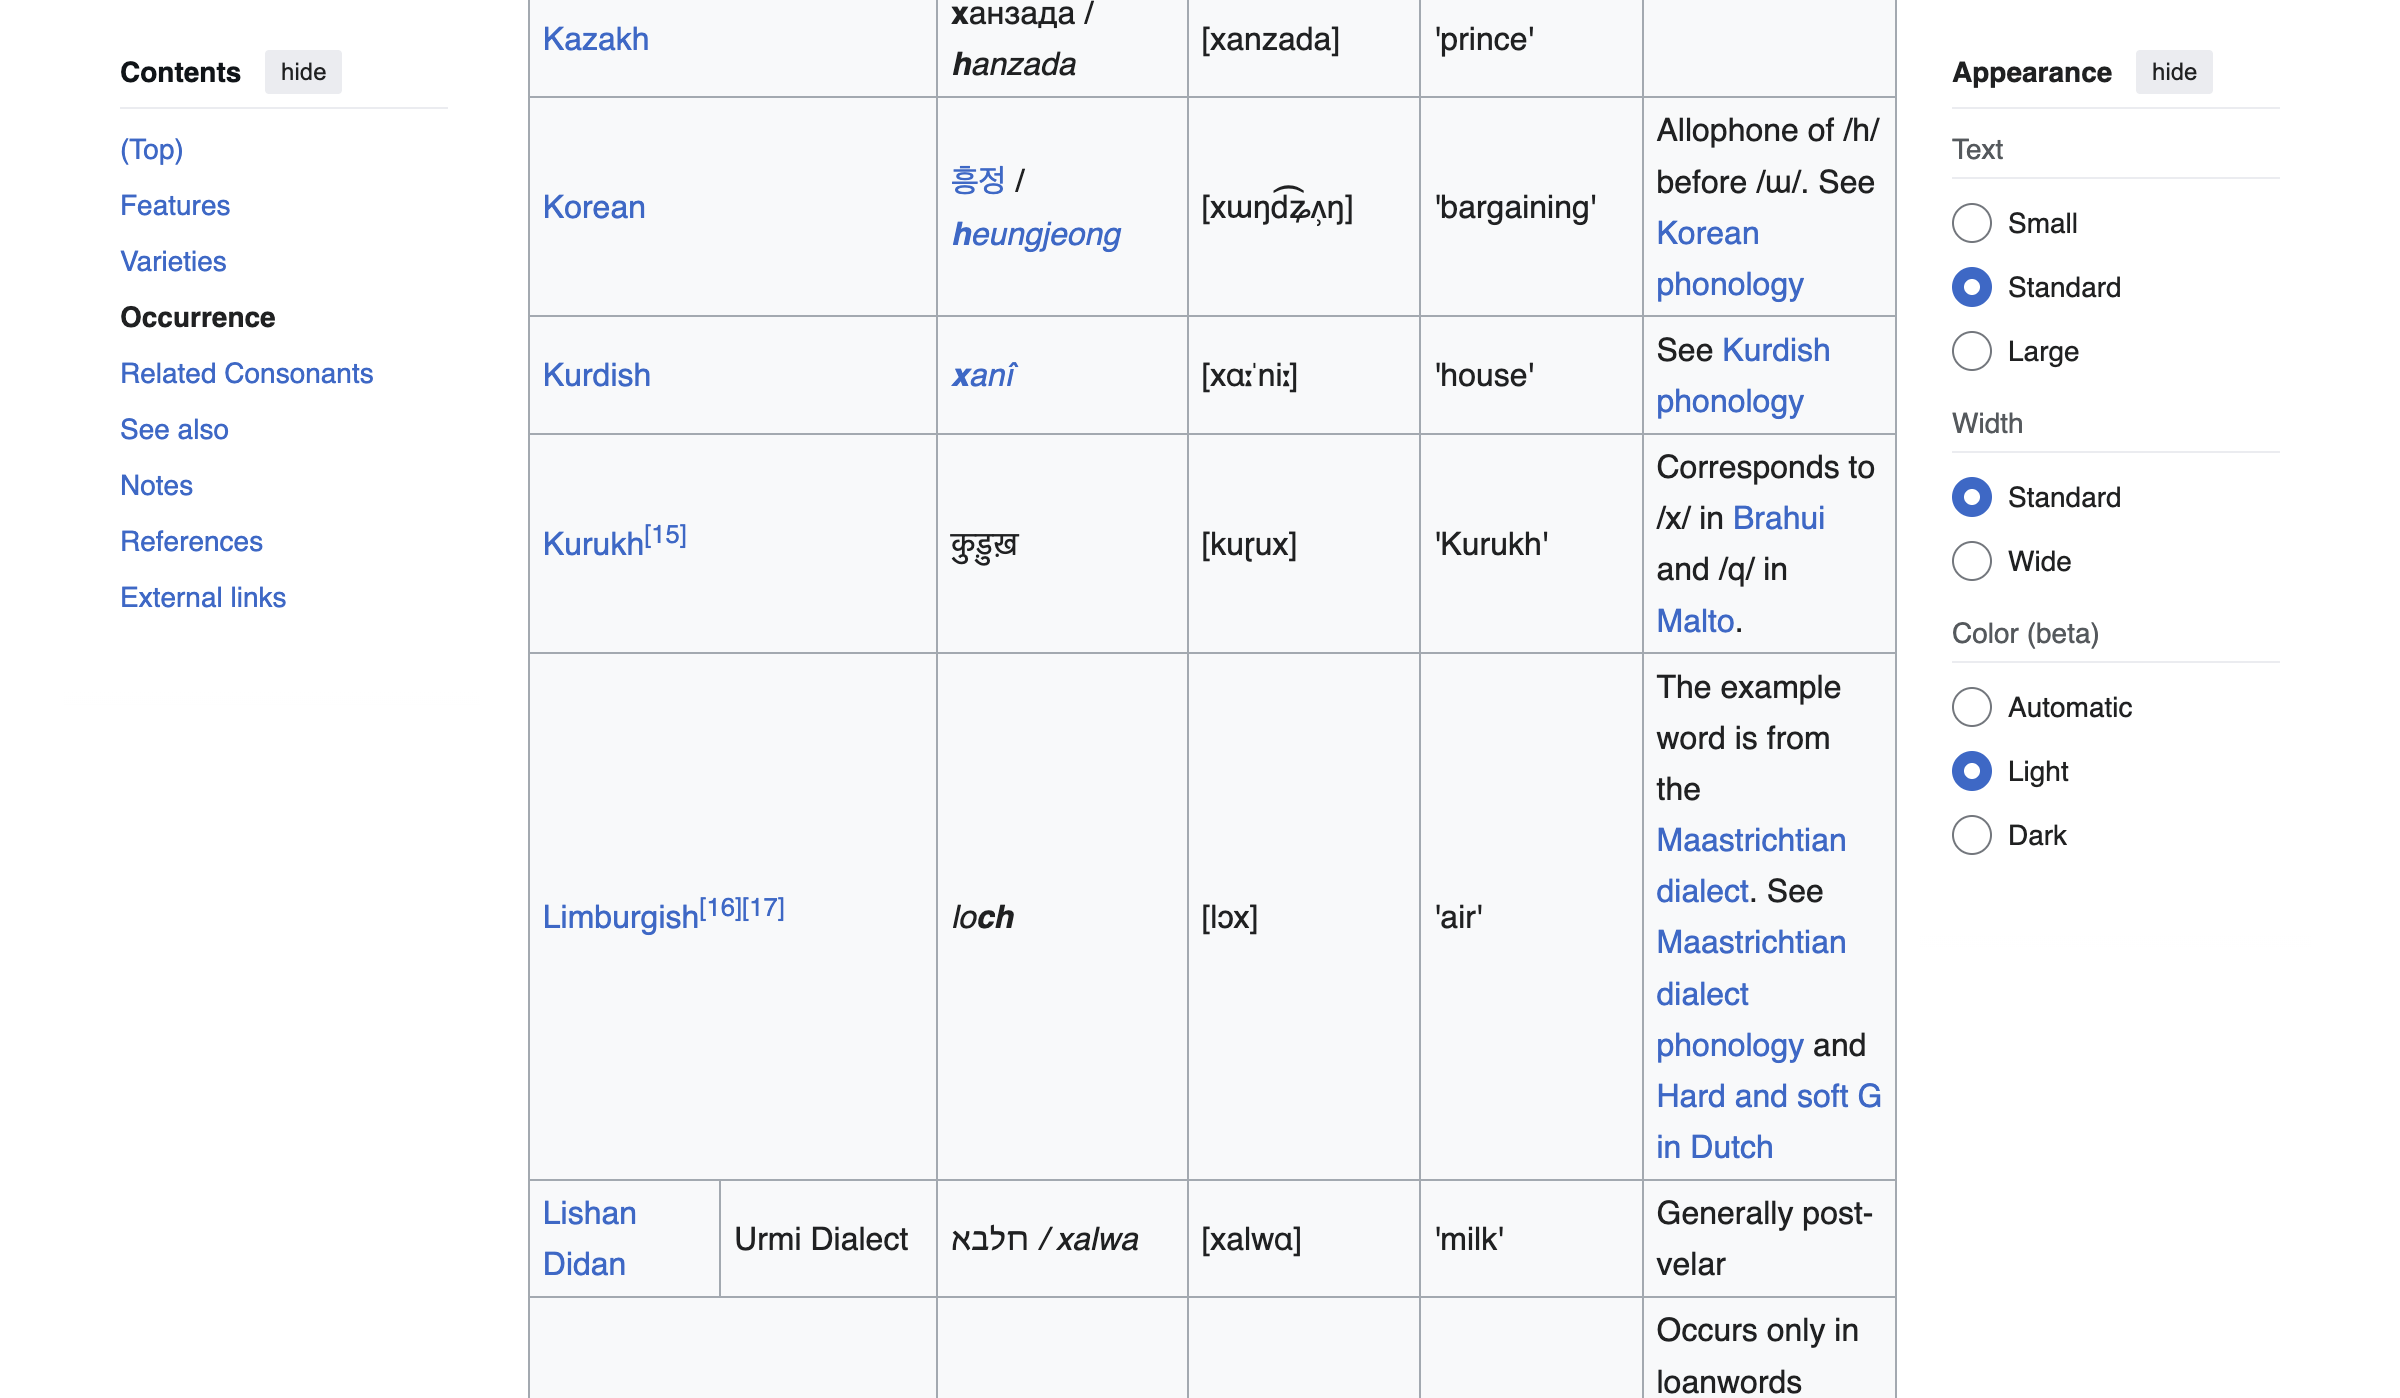 Contents hide
(Top)
Features
Varieties
Occurrence
Related Consonants
See also
Notes
References
External links
Kazakh
ханзада /
hanzada
[xanzada]
'prince'
Korean
흥정 /
heungjeong
[xɯŋd͡ʑʌ̹ŋ]
'bargaining'
Allophone of /h/
before /ɯ/. See
Korean
phonology
Kurdish
xanî
[xɑːˈniː]
'house'
See Kurdish
phonology
Kurukh[15]
कुड़ुख़
[kuɽux]
'Kurukh'
Corresponds to
/x/ in Brahui
and /q/ in
Malto.
Limburgish[16][17]
loch
[lɔx]
'air'
The example
word is from
the
Maastrichtian
dialect. See
Maastrichtian
dialect
phonology and
Hard and soft G
in Dutch
Lishan
Didan
Urmi Dialect
חלבא / xalwa
[xalwɑ]
'milk'
Generally post-
velar
Occurs only in
loanwords
Appearance hide
Text
Small
Standard
Large
Width
Standard
Wide
Color (beta)
Automatic
Light
Dark